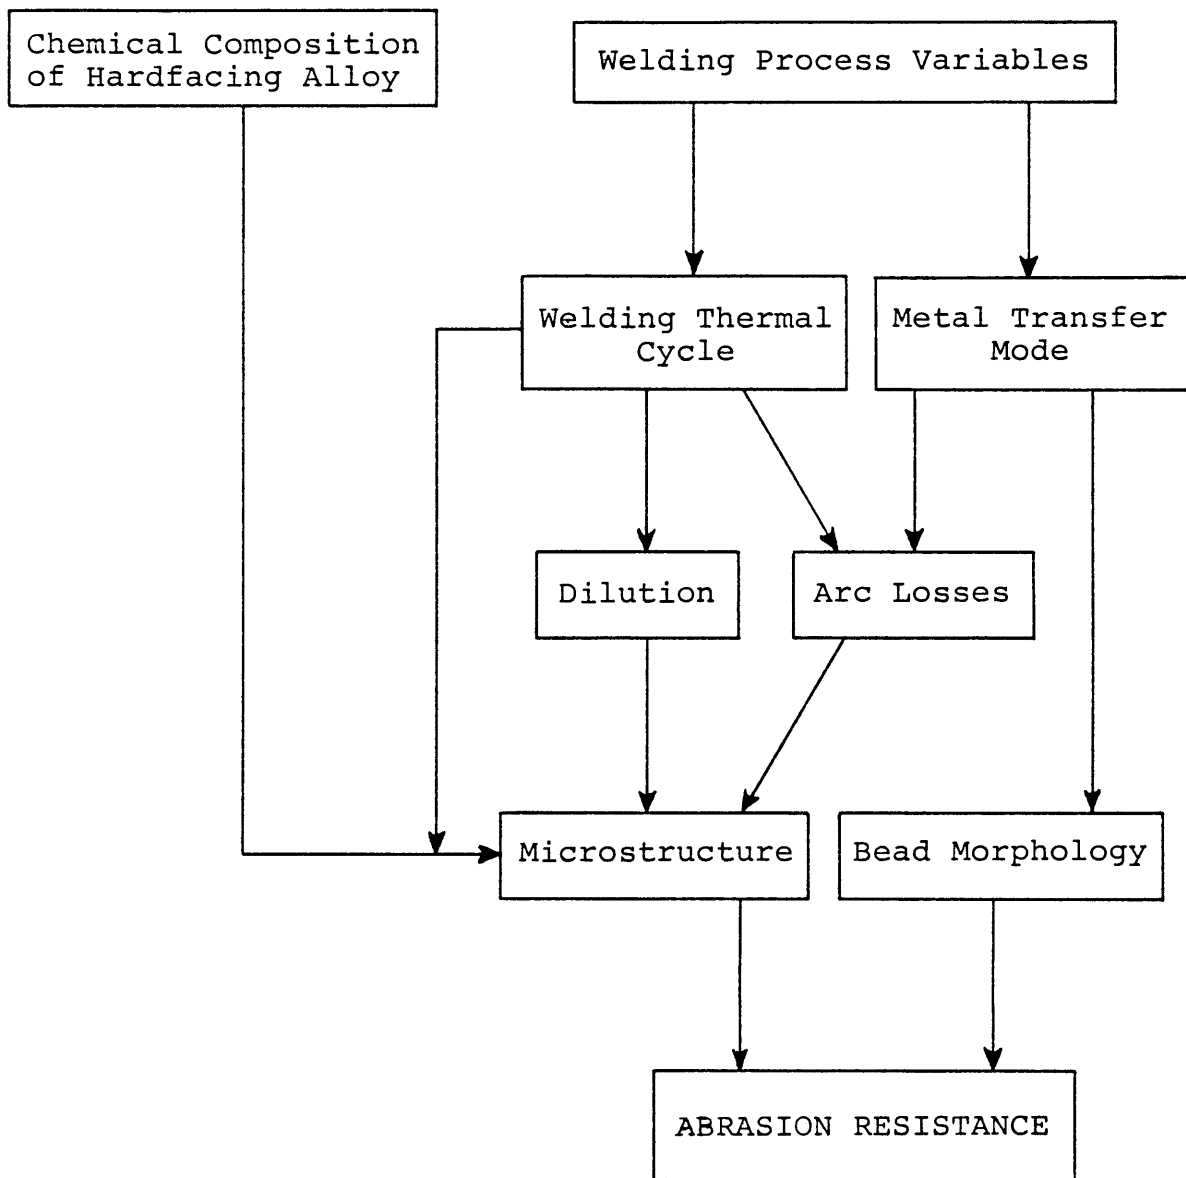 Chemical Composition
of Hardfacing Alloy
Welding Process Variables
Welding Thermal
Cycle
Metal Transfer
Mode
Dilution
Arc Losses
Microstructure
Bead Morphology
ABRASION RESISTANCE